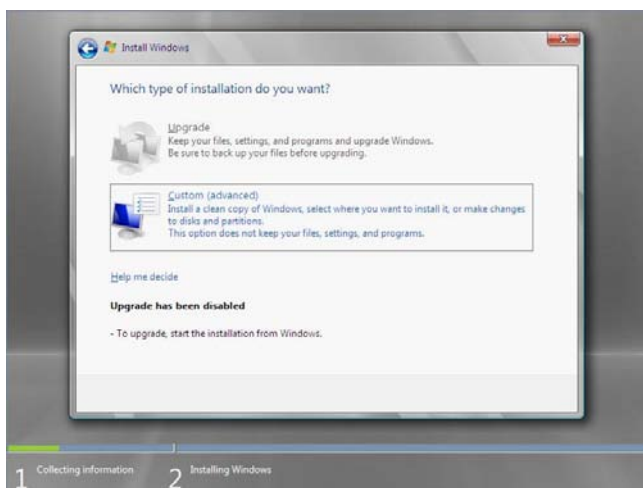 Install Windows
Which type of installation do you want?
Upgrade
Keep your files, settings, and programs and upgrade Windows.
Be sure to back up your files before upgrading.
Custom (advanced)
Install a clean copy of Windows, select where you want to install it, or make changes
to disks and partitions.
This option does not keep your files, settings, and programs.
Help me decide
Upgrade has been disabled
- To upgrade, start the installation from Windows.
1 Collecting information
2 Installing Windows